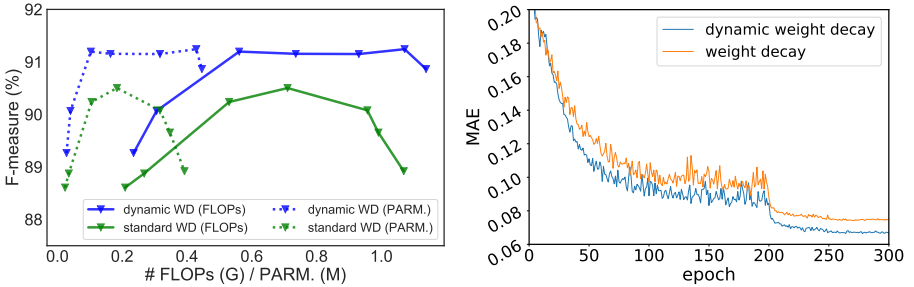 92
91
90
89
88
F-measure (%)
dynamic WD (FLOPs)
standard WD (FLOPs)
dynamic WD (PARM.)
standard WD (PARM.)
0.0 0.2 0.4 0.6 0.8 1.0
# FLOPs (G) / PARM. (M)
0.20
0.18
0.16
0.14
0.12
0.10
0.08
0.06
MAE
dynamic weight decay
weight decay
0 50 100 150 200 250 300
epoch